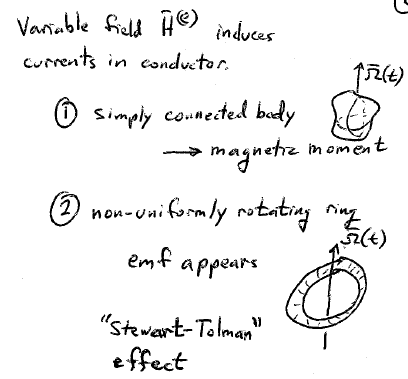 Variable field H̄⁽ᵉ⁾ induces
currents in conductor.
① simply connected body
Ω̄(t)
→ magnetic moment
② non-uniformly rotating ring
Ω̄(t)
emf appears
"Stewart-Tolman"
effect